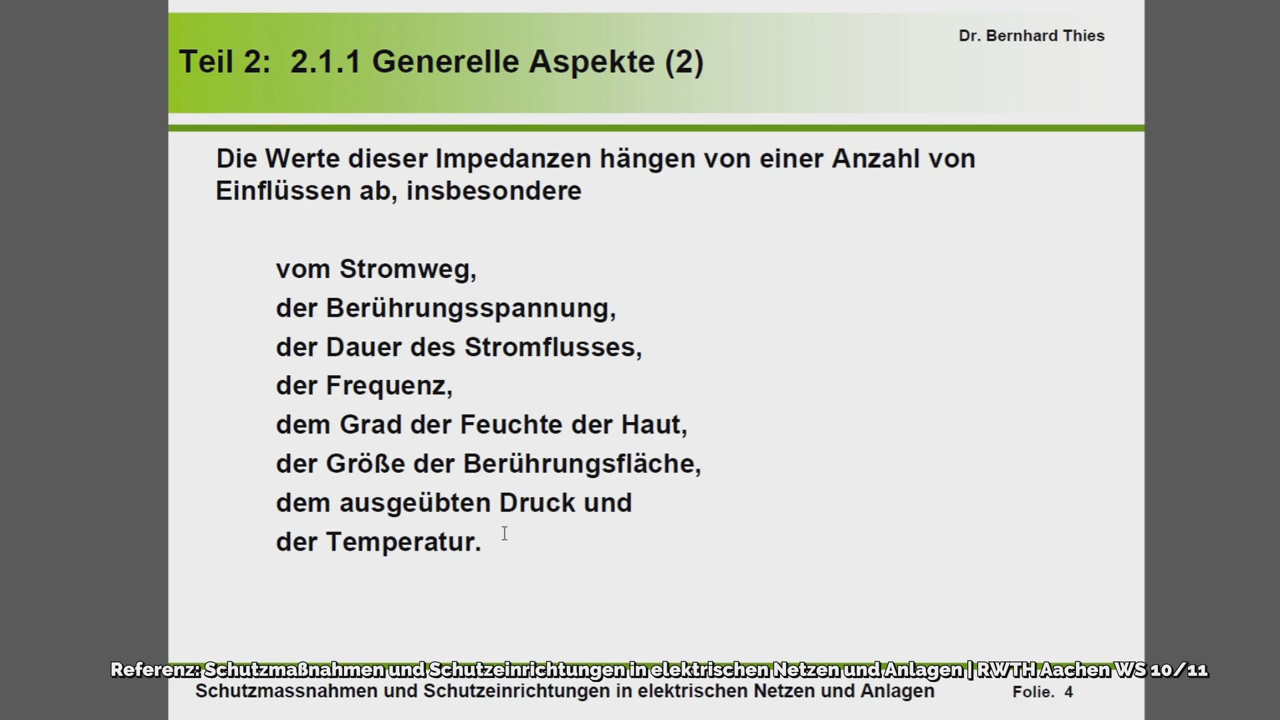 Dr. Bernhard Thies
Teil 2: 2.1.1 Generelle Aspekte (2)
Die Werte dieser Impedanzen hängen von einer Anzahl von
Einflüssen ab, insbesondere
vom Stromweg,
der Berührungsspannung,
der Dauer des Stromflusses,
der Frequenz,
dem Grad der Feuchte der Haut,
der Größe der Berührungsfläche,
dem ausgeübten Druck und
der Temperatur.
Referenz: Schutzmaßnahmen und Schutzeinrichtungen in elektrischen Netzen und Anlagen | RWTH Aachen WS 10/11
Schutzmassnahmen und Schutzeinrichtungen in elektrischen Netzen und Anlagen Folie. 4